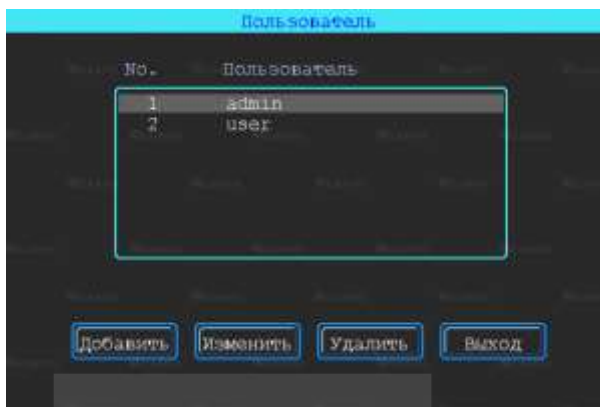 Пользователь
No. Пользователь
1 admin
2 user
Добавить Изменить Удалить Выход